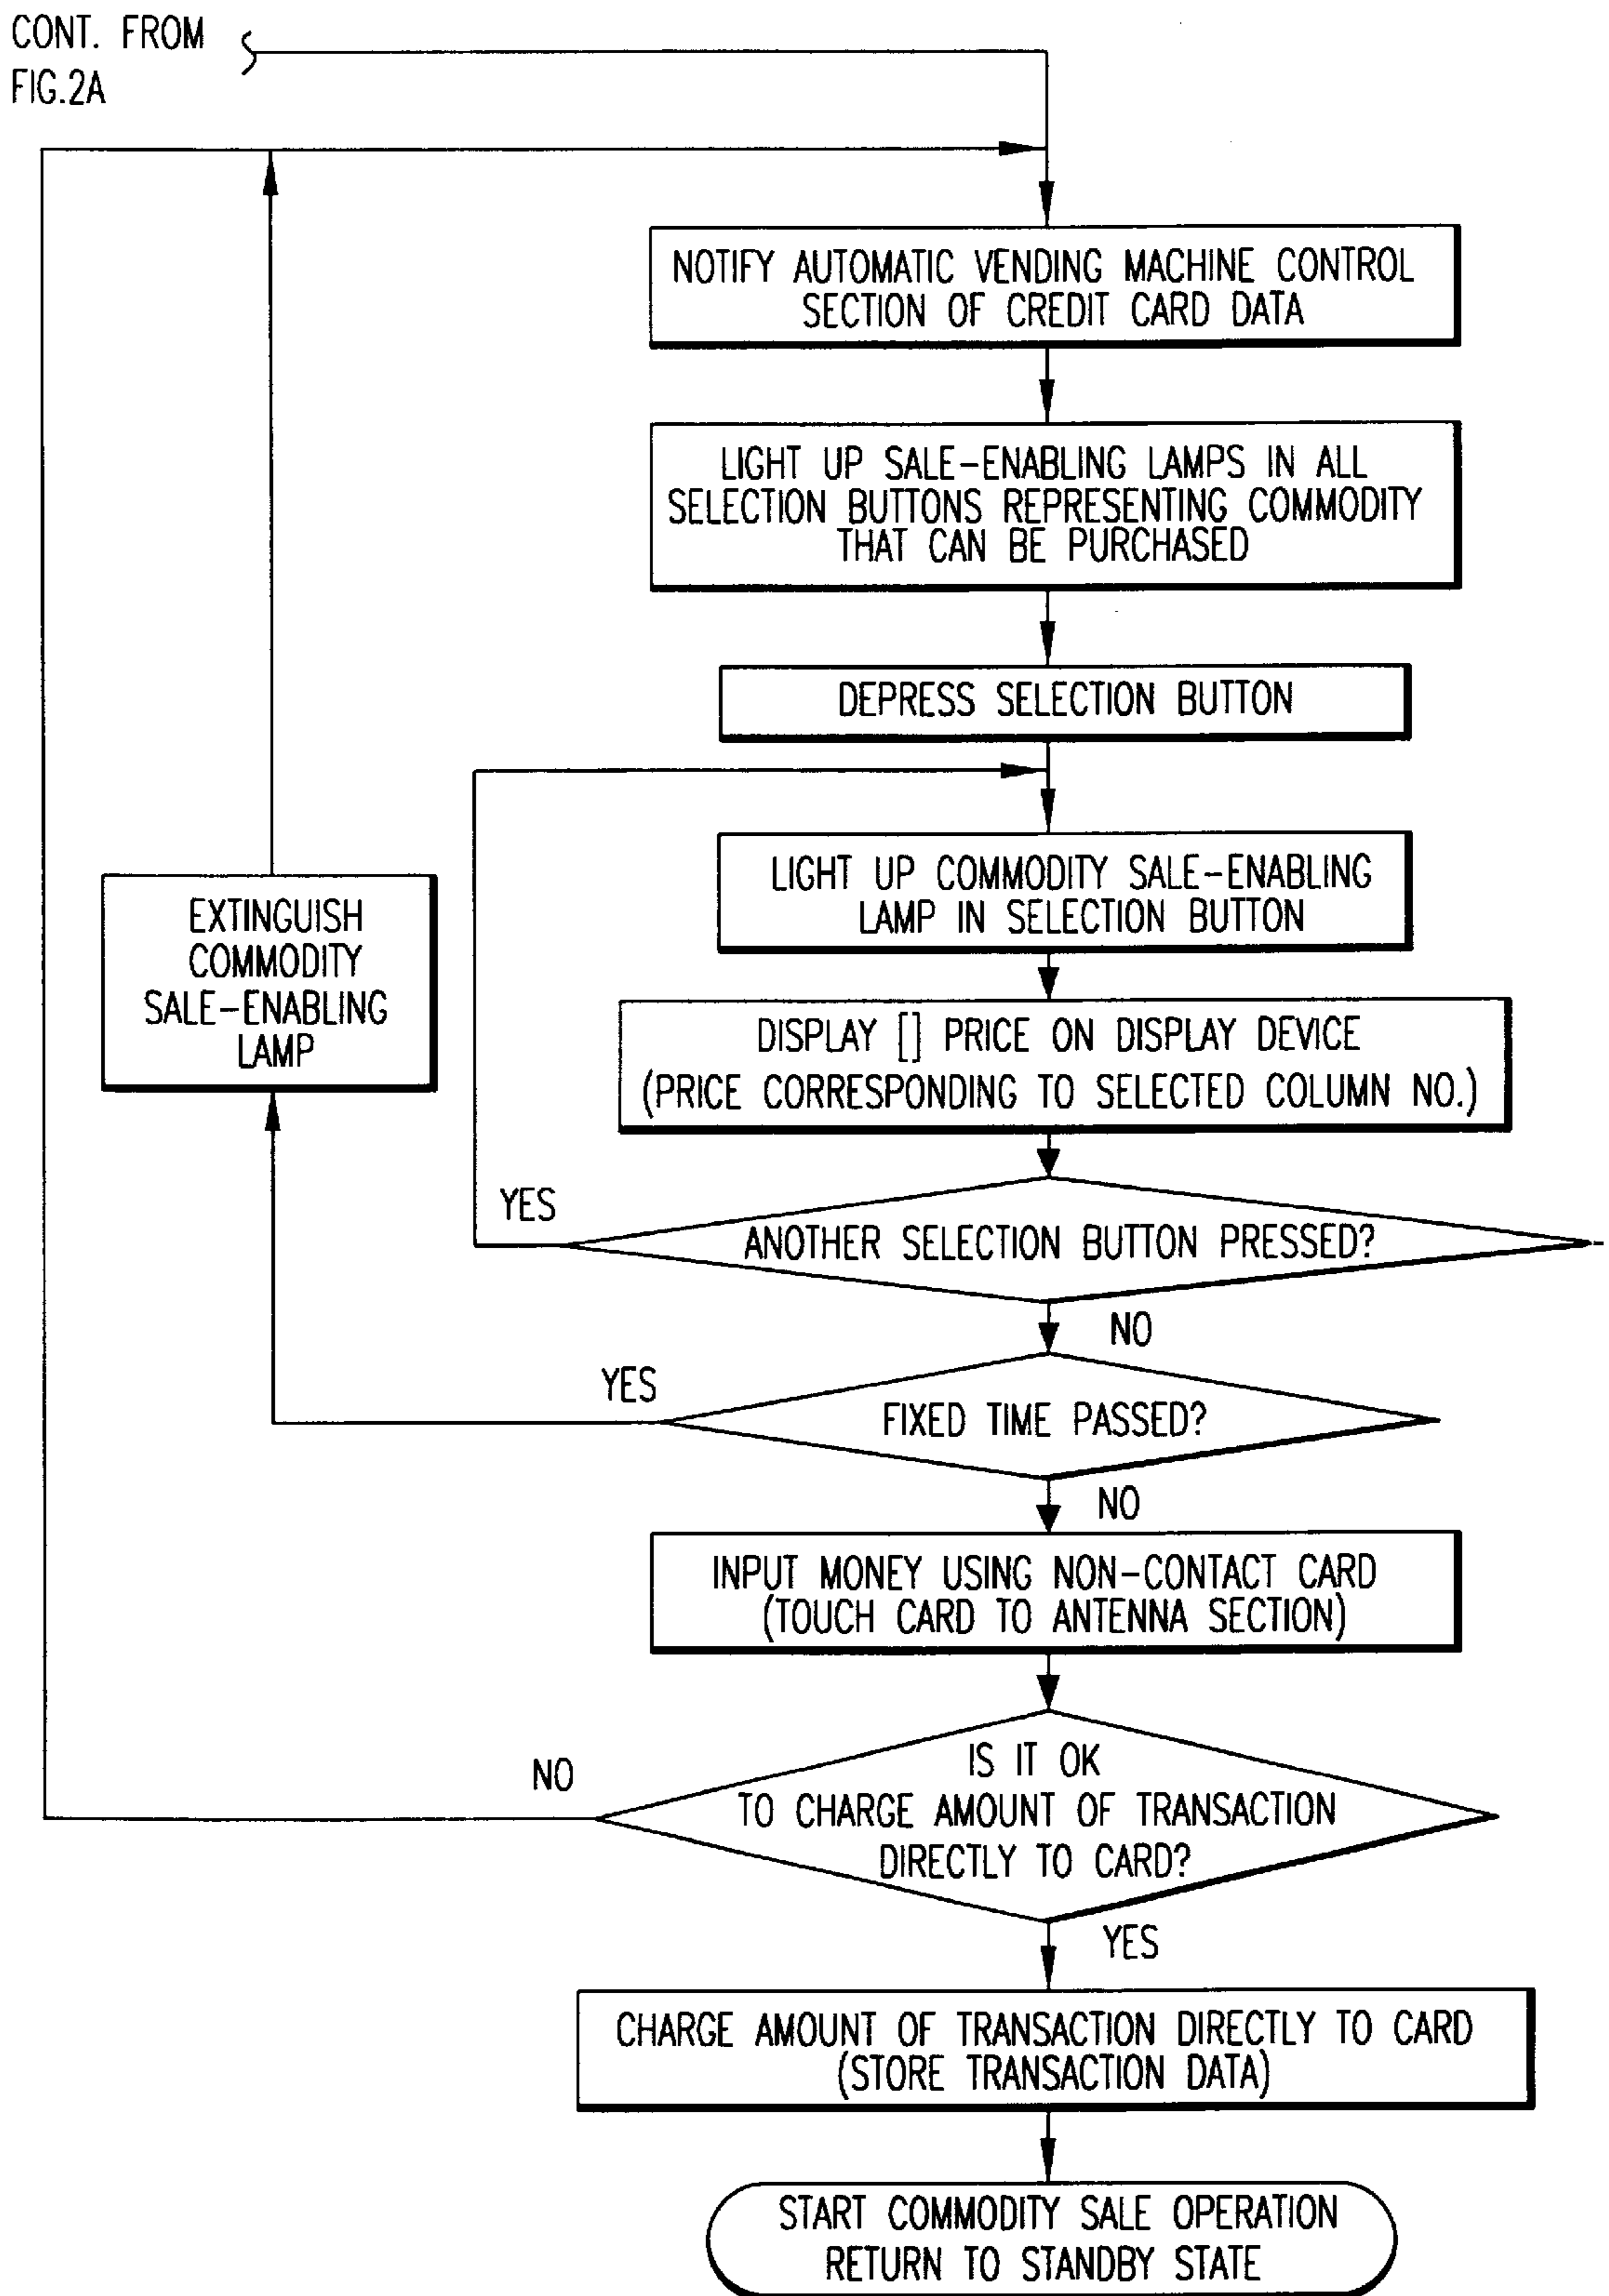 CONT. FROM
FIG.2A
NOTIFY AUTOMATIC VENDING MACHINE CONTROL
SECTION OF CREDIT CARD DATA
LIGHT UP SALE-ENABLING LAMPS IN ALL
SELECTION BUTTONS REPRESENTING COMMODITY
THAT CAN BE PURCHASED
DEPRESS SELECTION BUTTON
LIGHT UP COMMODITY SALE-ENABLING
LAMP IN SELECTION BUTTON
EXTINGUISH
COMMODITY
SALE-ENABLING
LAMP
DISPLAY [] PRICE ON DISPLAY DEVICE
(PRICE CORRESPONDING TO SELECTED COLUMN NO.)
YES
ANOTHER SELECTION BUTTON PRESSED?
NO
YES
FIXED TIME PASSED?
NO
INPUT MONEY USING NON-CONTACT CARD
(TOUCH CARD TO ANTENNA SECTION)
NO
IS IT OK
TO CHARGE AMOUNT OF TRANSACTION
DIRECTLY TO CARD?
YES
CHARGE AMOUNT OF TRANSACTION DIRECTLY TO CARD
(STORE TRANSACTION DATA)
START COMMODITY SALE OPERATION
RETURN TO STANDBY STATE